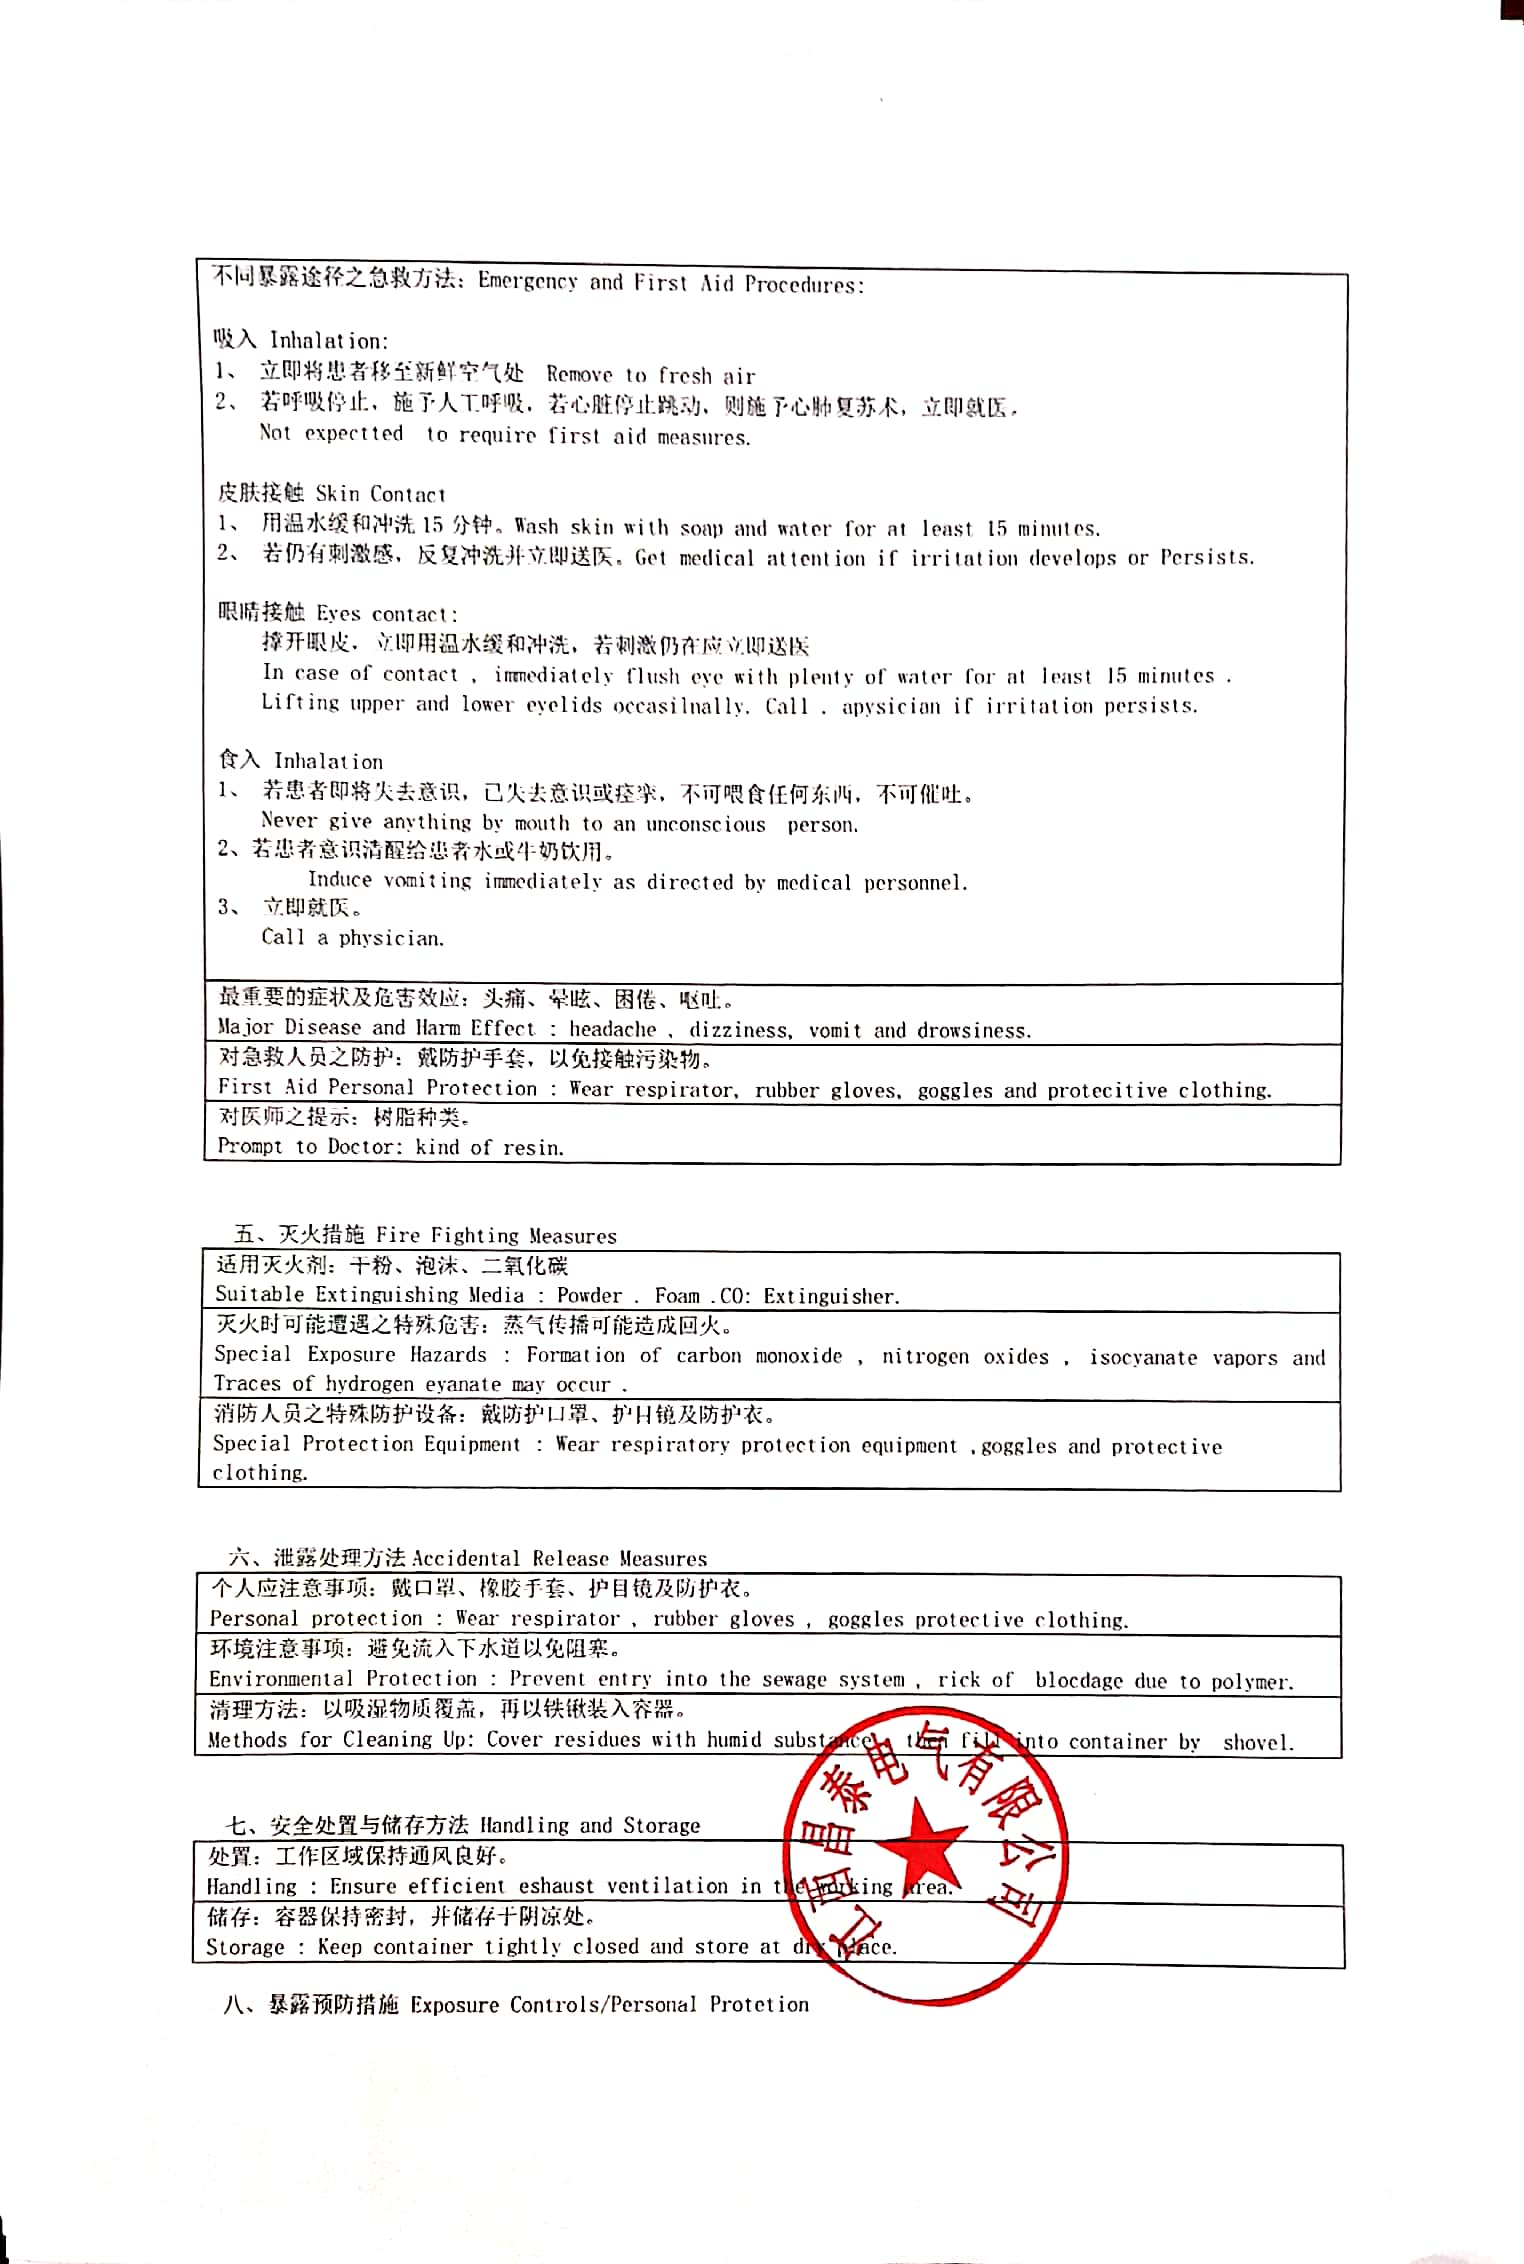 不同暴露途径之急救方法：Emergency and First Aid Procedures:
吸入 Inhalation:
1、 立即将患者移至新鲜空气处 Remove to fresh air
2、 若呼吸停止，施予人工呼吸，若心脏停止跳动，则施予心肺复苏术，立即就医。
Not expectted to require first aid measures.
皮肤接触 Skin Contact
1、 用温水缓和冲洗 15 分钟。Wash skin with soap and water for at least 15 minutes.
2、 若仍有刺激感，反复冲洗并立即送医。Get medical attention if irritation develops or Persists.
眼睛接触 Eyes contact:
撑开眼皮，立即用温水缓和冲洗，若刺激仍在应立即送医
In case of contact , immediately flush eye with plenty of water for at least 15 minutes .
Lifting upper and lower eyelids occasilnally. Call . apysician if irritation persists.
食入 Inhalation
1、 若患者即将失去意识，已失去意识或痉挛，不可喂食任何东西，不可催吐。
Never give anything by mouth to an unconscious person.
2、若患者意识清醒给患者水或牛奶饮用。
Induce vomiting immediately as directed by medical personnel.
3、 立即就医。
Call a physician.
最重要的症状及危害效应：头痛、晕眩、困倦、呕吐。
Major Disease and Harm Effect : headache , dizziness, vomit and drowsiness.
对急救人员之防护：戴防护手套，以免接触污染物。
First Aid Personal Protection : Wear respirator, rubber gloves, goggles and protecitive clothing.
对医师之提示：树脂种类。
Prompt to Doctor: kind of resin.
五、灭火措施 Fire Fighting Measures
适用灭火剂：干粉、泡沫、二氧化碳
Suitable Extinguishing Media : Powder . Foam .CO: Extinguisher.
灭火时可能遭遇之特殊危害：蒸气传播可能造成回火。
Special Exposure Hazards : Formation of carbon monoxide , nitrogen oxides , isocyanate vapors and
Traces of hydrogen eyanate may occur .
消防人员之特殊防护设备：戴防护口罩、护目镜及防护衣。
Special Protection Equipment : Wear respiratory protection equipment ,goggles and protective
clothing.
六、泄露处理方法 Accidental Release Measures
个人应注意事项：戴口罩、橡胶手套、护目镜及防护衣。
Personal protection : Wear respirator , rubber gloves , goggles protective clothing.
环境注意事项：避免流入下水道以免阻塞。
Environmental Protection : Prevent entry into the sewage system , rick of blocdage due to polymer.
清理方法：以吸湿物质覆盖，再以铁锹装入容器。
Methods for Cleaning Up: Cover residues with humid substance , then fill into container by shovel.
江西昌泰电气有限公司
七、安全处置与储存方法 Handling and Storage
处置：工作区域保持通风良好。
Handling : Ensure efficient eshaust ventilation in the working area.
储存：容器保持密封，并储存于阴凉处。
Storage : Keep container tightly closed and store at dry place.
八、暴露预防措施 Exposure Controls/Personal Protetion